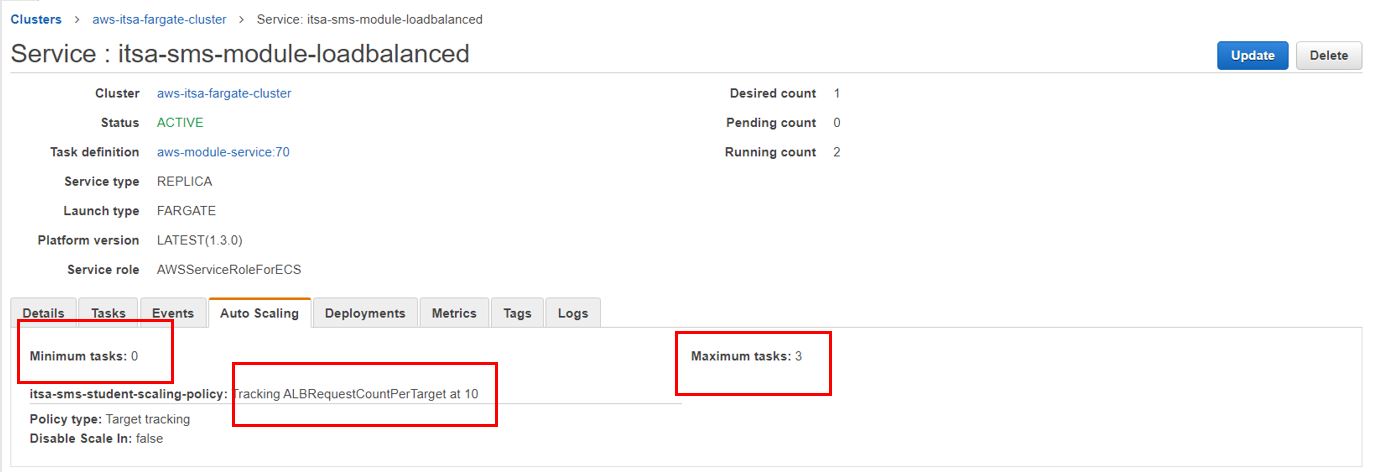 Clusters > aws-itsa-fargate-cluster > Service: itsa-sms-module-loadbalanced
Service : itsa-sms-module-loadbalanced
Update Delete
Cluster aws-itsa-fargate-cluster Desired count 1
Status ACTIVE Pending count 0
Task definition aws-module-service:70 Running count 2
Service type REPLICA
Launch type FARGATE
Platform version LATEST(1.3.0)
Service role AWSServiceRoleForECS
Details Tasks Events Auto Scaling Deployments Metrics Tags Logs
Minimum tasks: 0 Maximum tasks: 3
itsa-sms-student-scaling-policy: Tracking ALBRequestCountPerTarget at 10
Policy type: Target tracking
Disable Scale In: false